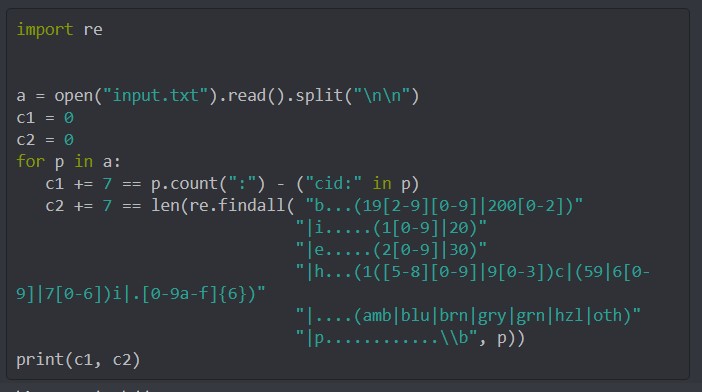 import re
a = open("input.txt").read().split("\n\n")
c1 = 0
c2 = 0
for p in a:
   c1 += 7 == p.count(":") - ("cid:" in p)
   c2 += 7 == len(re.findall( "b...(19[2-9][0-9]|200[0-2])"
                              "|i.....(1[0-9]|20)"
                              "|e.....(2[0-9]|30)"
                              "|h...(1([5-8][0-9]|9[0-3])c|(59|6[0-
9]|7[0-6])i|.[0-9a-f]{6})"
                              "|....(amb|blu|brn|gry|grn|hzl|oth)"
                              "|p............\\b", p))
print(c1, c2)